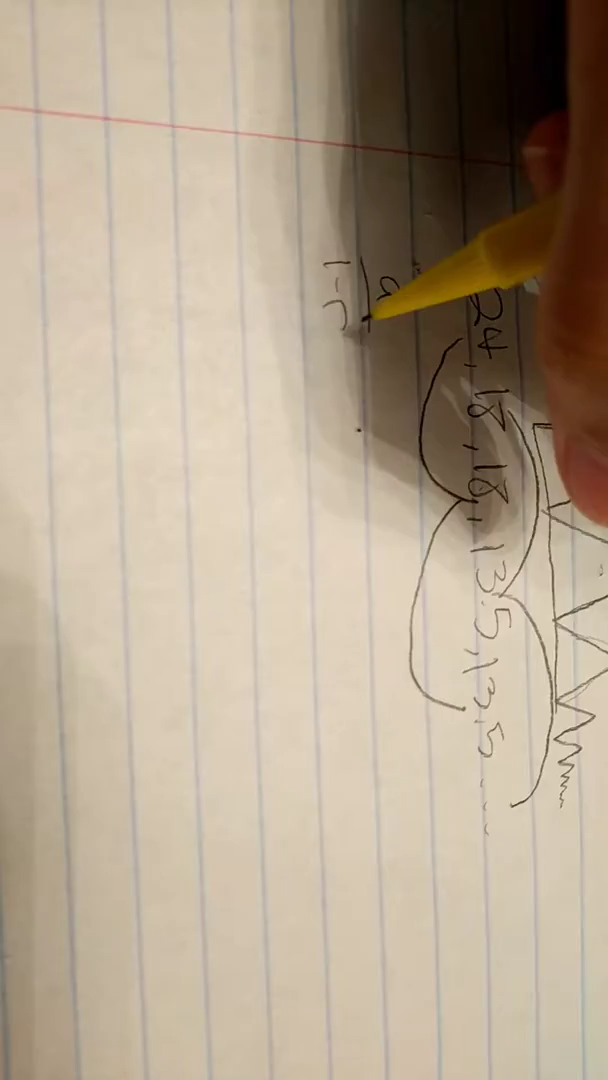 24, 18, 18, 13.5, 13.5 ....
a
1-r